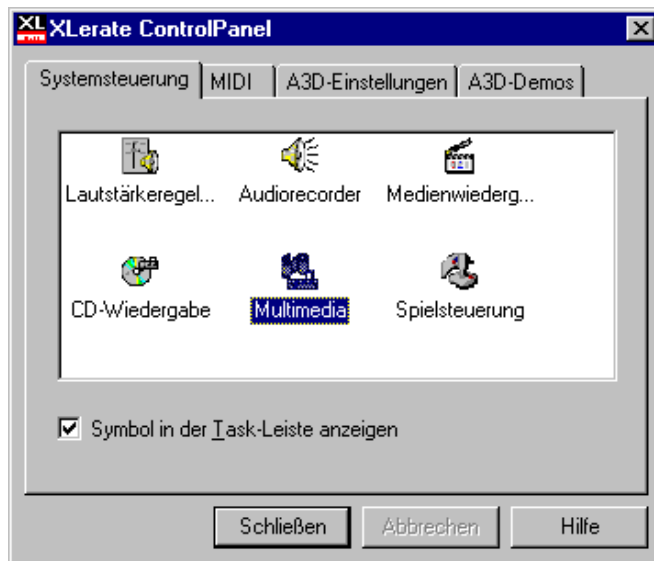 XL XLerate ControlPanel
Systemsteuerung MIDI A3D-Einstellungen A3D-Demos
Lautstärkeregel... Audiorecorder Medienwiederg...
CD-Wiedergabe Multimedia Spielsteuerung
Symbol in der Task-Leiste anzeigen
Schließen Abbrechen Hilfe